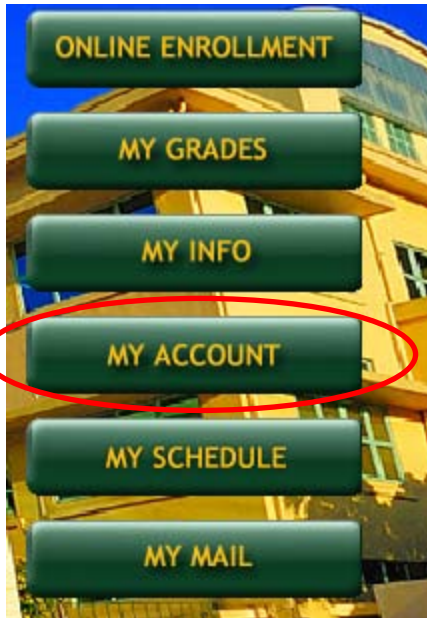 ONLINE ENROLLMENT
MY GRADES
MY INFO
MY ACCOUNT
MY SCHEDULE
MY MAIL